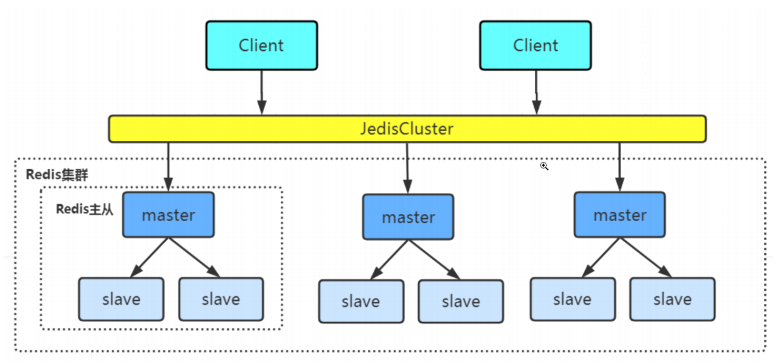 Client
Client
JedisCluster
Redis集群
Redis主从
master
master
master
slave
slave
slave
slave
slave
slave